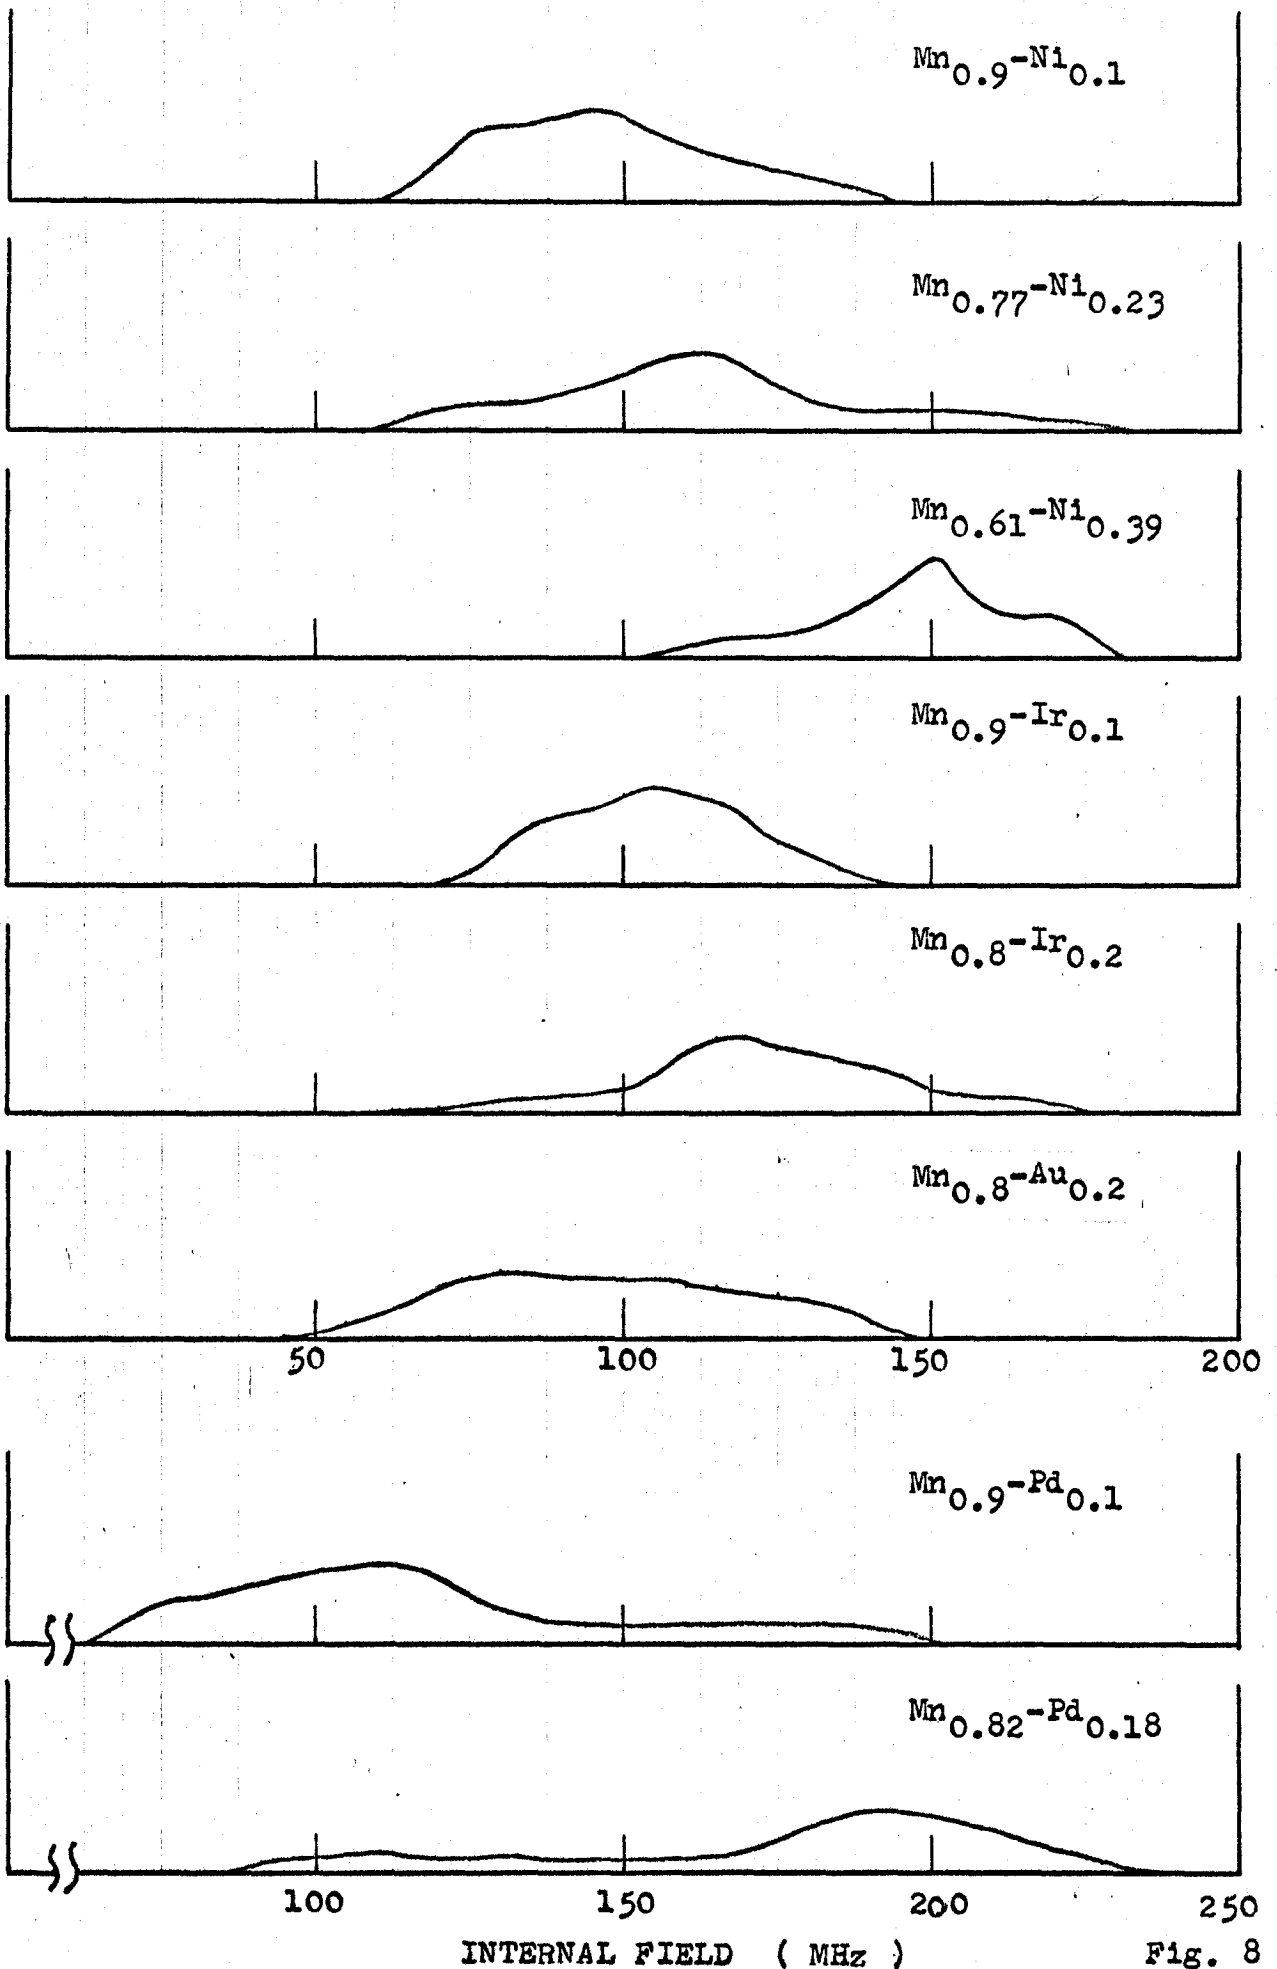 Mn0.9-Ni0.1
Mn0.77-Ni0.23
Mn0.61-Ni0.39
Mn0.9-Ir0.1
Mn0.8-Ir0.2
Mn0.8-Au0.2
50 100 150 200
Mn0.9-Pd0.1
Mn0.82-Pd0.18
100 150 200 250
INTERNAL FIELD ( MHz )
Fig. 8